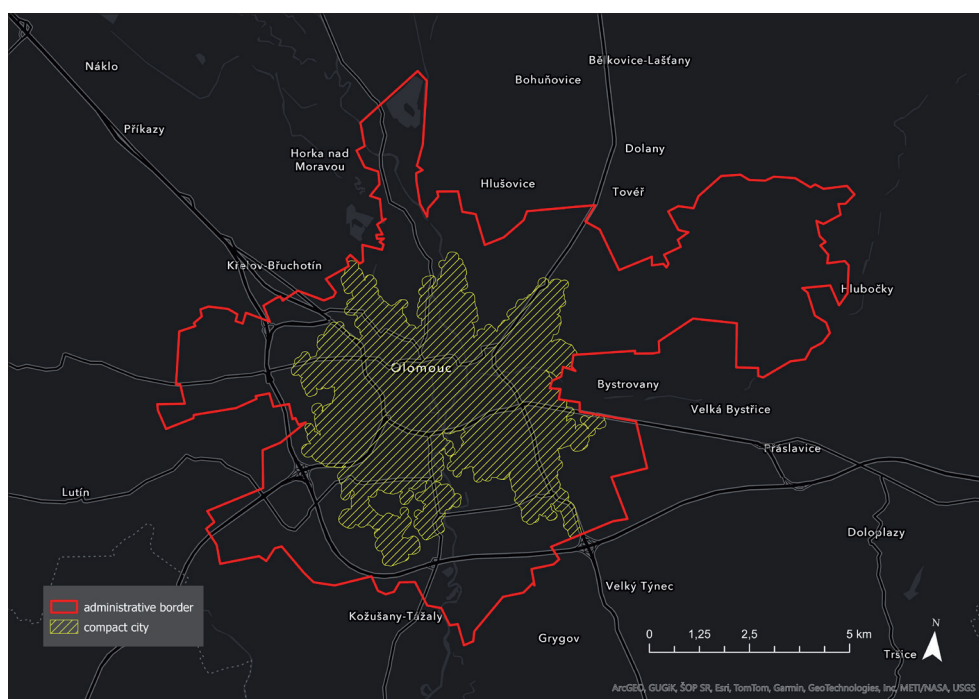 Náklo
Bělkovice-Lašťany
Bohuňovice
Příkazy
Dolany
Horka nad
Moravou
Hlušovice
Tovéř
Křelov-Břuchotín
Hlubočky
Olomouc
Bystrovany
Velká Bystřice
Přáslavice
Lutín
Doloplazy
Velký Týnec
administrative border
compact city
Kožušany-Tážaly
Grygov
0 1,25 2,5 5 km
N
Tršice
ArcGEO, GUGiK, ŠOP SR, Esri, TomTom, Garmin, GeoTechnologies, Inc, METI/NASA, USGS